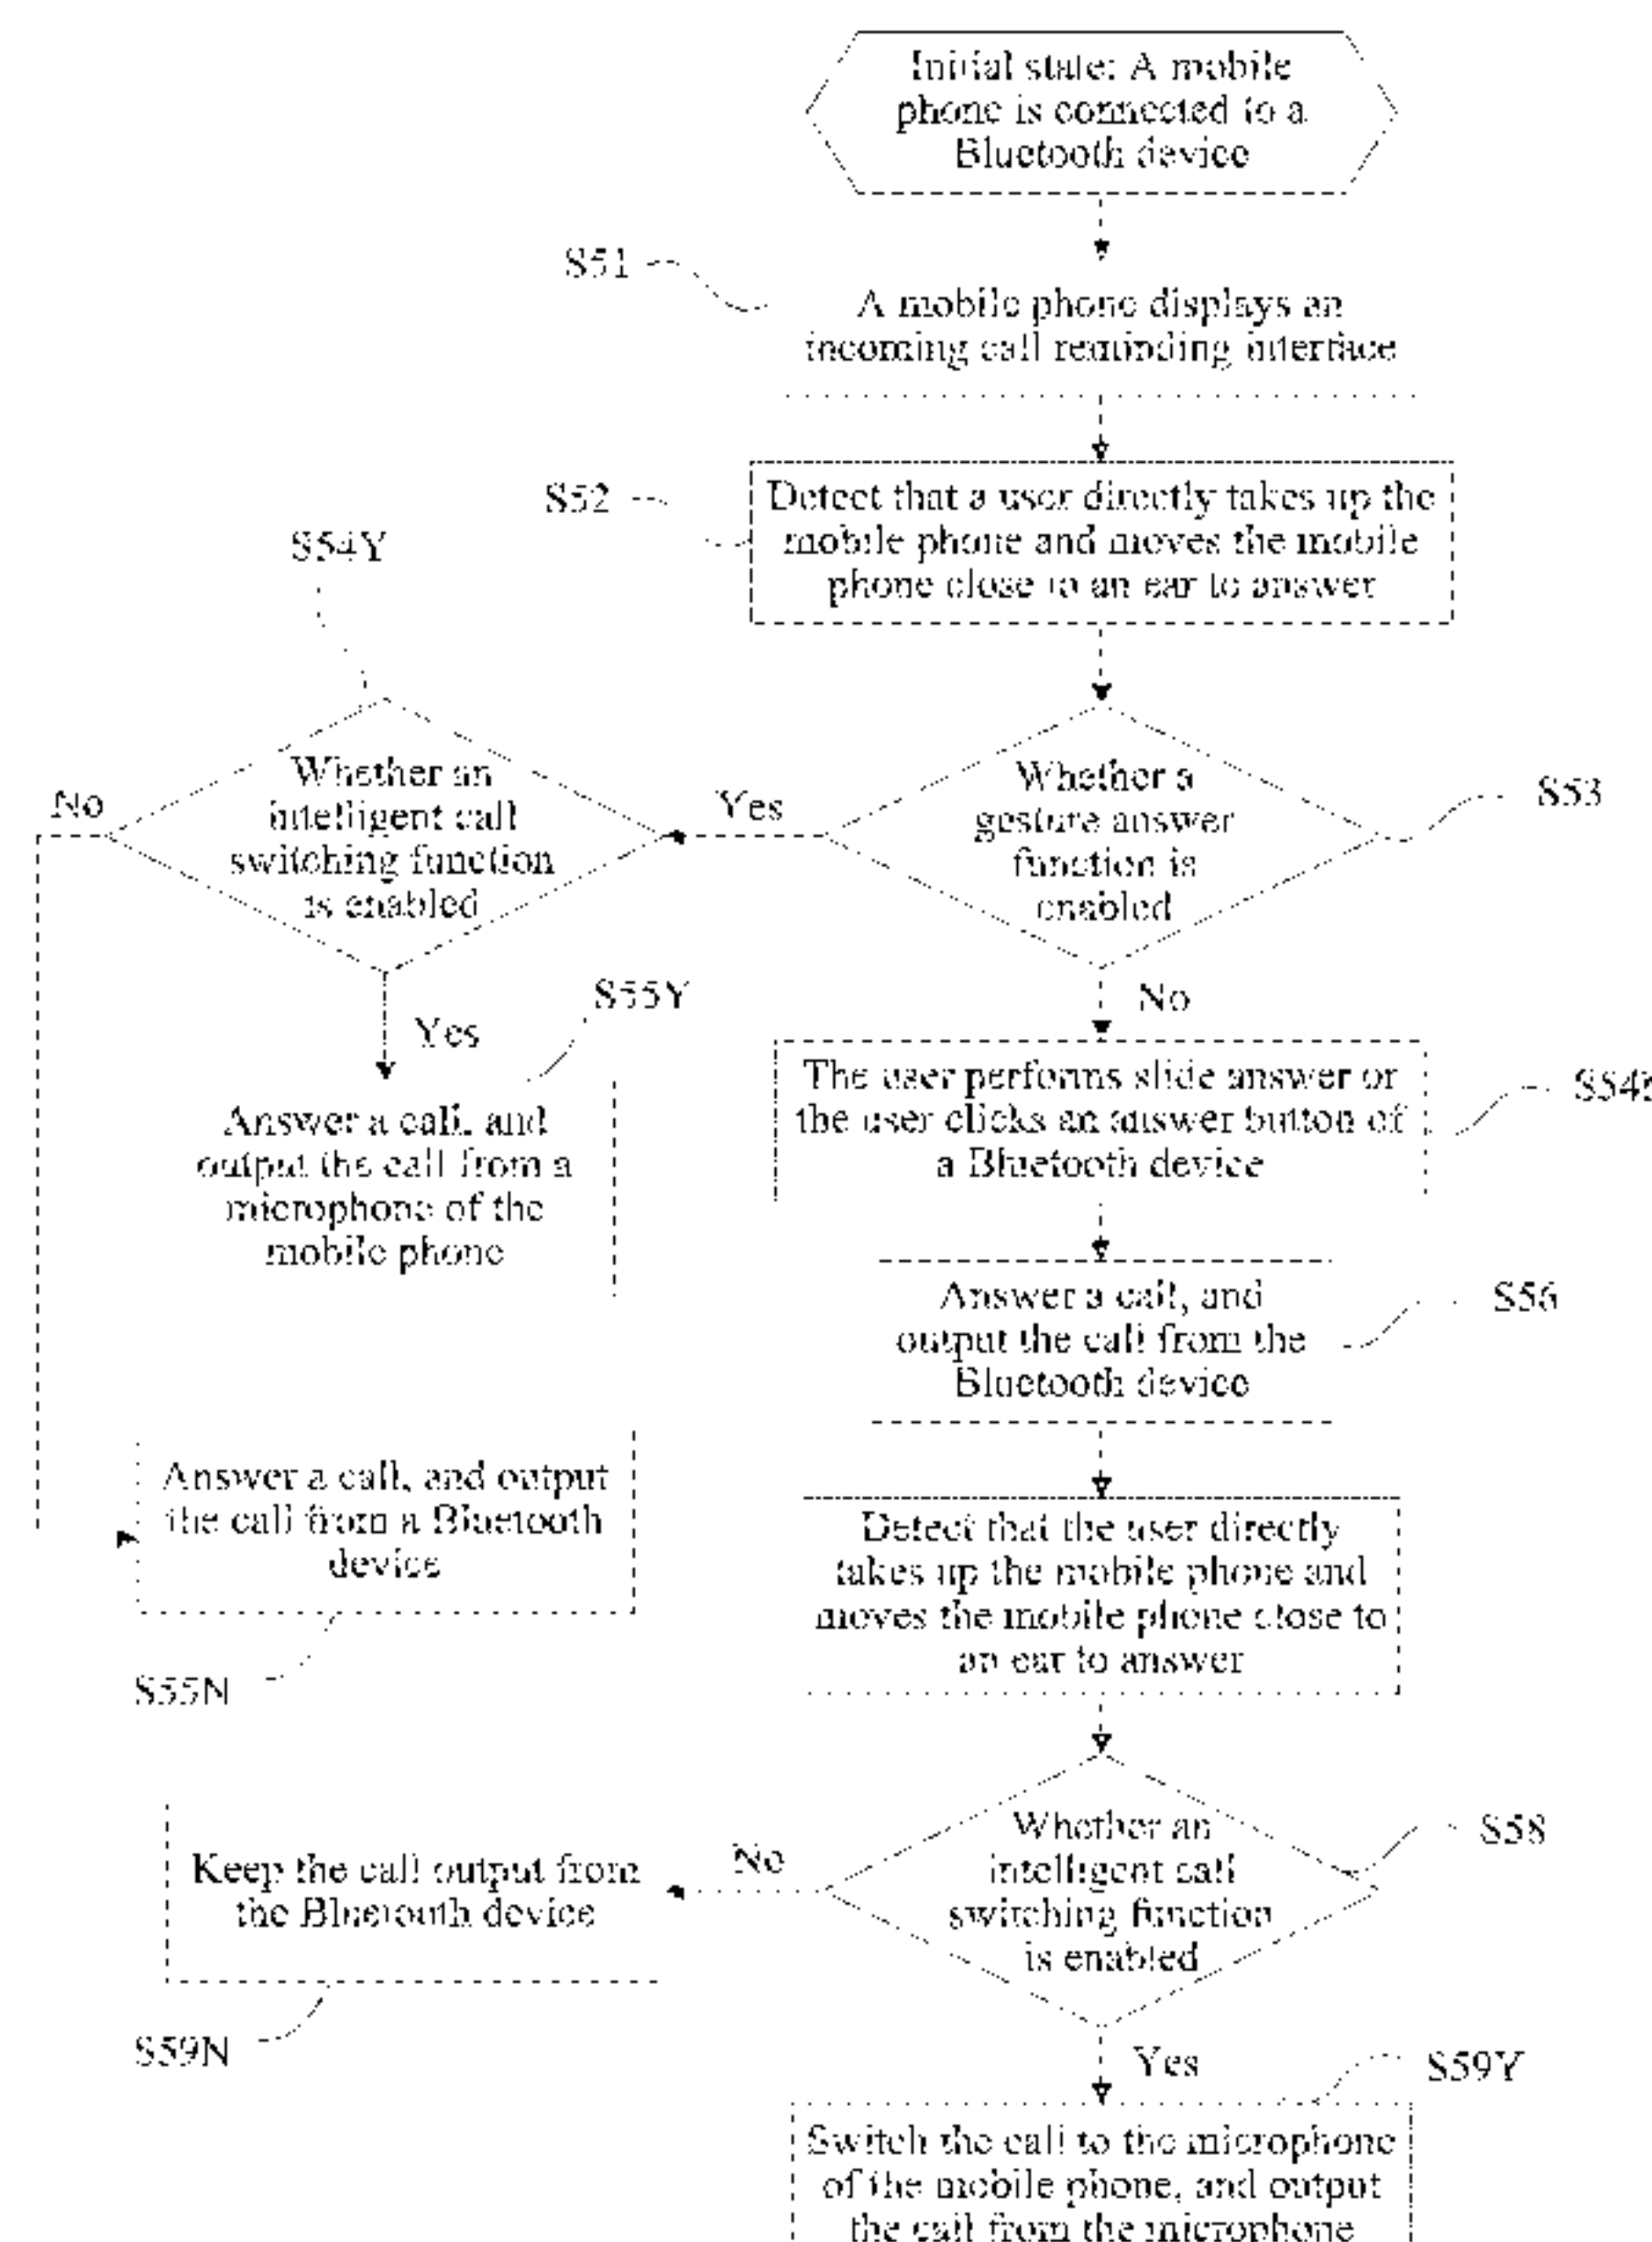 Initial state: A mobile
phone is connected to a
Bluetooth device
S51
A mobile phone displays an
incoming call reminding interface
S52
Detect that a user directly takes up the
mobile phone and moves the mobile
phone close to an ear to answer
S54Y
Whether an
intelligent call
switching function
is enabled
No
Yes
Whether a
gesture answer
function is
enabled
S53
Yes
S55Y
No
Answer a call, and
output the call from a
microphone of the
mobile phone
The user performs slide answer or
the user clicks an answer button of
a Bluetooth device
Answer a call, and
output the call from the
Bluetooth device
S56
Answer a call, and output
the call from a Bluetooth
device
S55N
Detect that the user directly
takes up the mobile phone and
moves the mobile phone close to
an ear to answer
Keep the call output from
the Bluetooth device
S59N
No
Whether an
intelligent call
switching function
is enabled
S58
Yes
S59Y
Switch the call to the microphone
of the mobile phone, and output
the call from the microphone